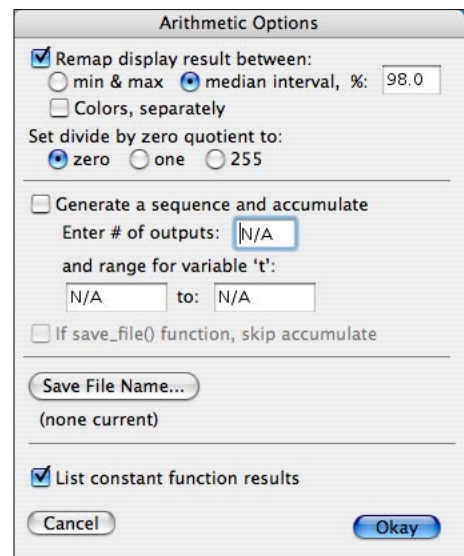 Arithmetic Options
Remap display result between:
min & max median interval, %: 98.0
Colors, separately
Set divide by zero quotient to:
zero one 255
Generate a sequence and accumulate
Enter # of outputs: N/A
and range for variable ‘t’:
N/A to: N/A
If save_file() function, skip accumulate
Save File Name...
(none current)
List constant function results
Cancel Okay